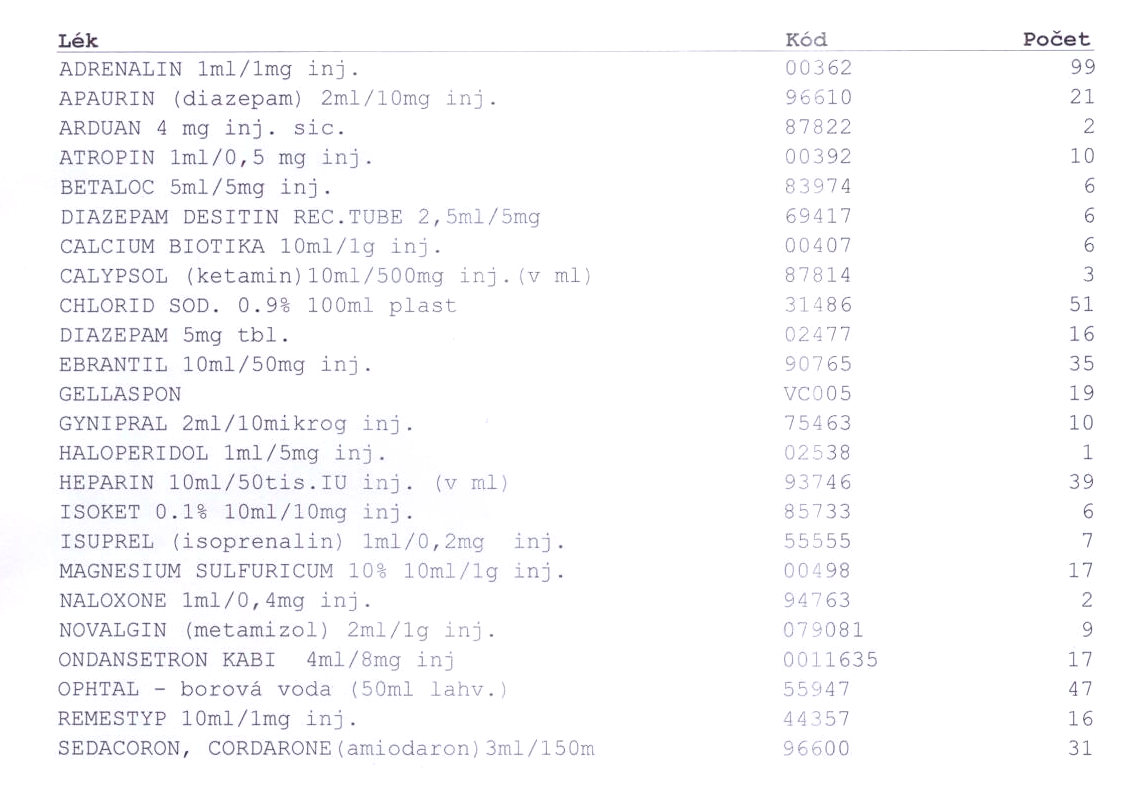 Lék Kód Počet
ADRENALIN 1ml/1mg inj. 00362 99
APAURIN (diazepam) 2ml/10mg inj. 96610 21
ARDUAN 4 mg inj. sic. 87822 2
ATROPIN 1ml/0,5 mg inj. 00392 10
BETALOC 5ml/5mg inj. 83974 6
DIAZEPAM DESITIN REC.TUBE 2,5ml/5mg 69417 6
CALCIUM BIOTIKA 10ml/1g inj. 00407 6
CALYPSOL (ketamin)10ml/500mg inj.(v ml) 87814 3
CHLORID SOD. 0.9% 100ml plast 31486 51
DIAZEPAM 5mg tbl. 02477 16
EBRANTIL 10ml/50mg inj. 90765 35
GELLASPON VC005 19
GYNIPRAL 2ml/10mikrog inj. 75463 10
HALOPERIDOL 1ml/5mg inj. 02538 1
HEPARIN 10ml/50tis.IU inj. (v ml) 93746 39
ISOKET 0.1% 10ml/10mg inj. 85733 6
ISUPREL (isoprenalin) 1ml/0,2mg inj. 55555 7
MAGNESIUM SULFURICUM 10% 10ml/1g inj. 00498 17
NALOXONE 1ml/0,4mg inj. 94763 2
NOVALGIN (metamizol) 2ml/1g inj. 079081 9
ONDANSETRON KABI 4ml/8mg inj 0011635 17
OPHTAL - borová voda (50ml lahv.) 55947 47
REMESTYP 10ml/1mg inj. 44357 16
SEDACORON, CORDARONE(amiodaron)3ml/150m 96600 31